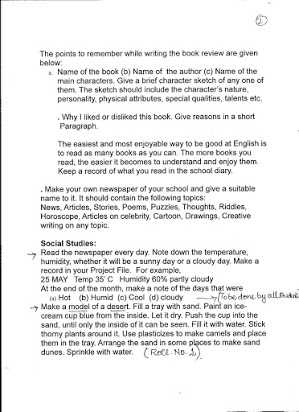 2
The points to remember while writing the book review are given
below:
a. Name of the book (b) Name of the author (c) Name of the
main characters. Give a brief character sketch of any one of
them. The sketch should include the character's nature,
personality, physical attributes, special qualities, talents etc.
. Why I liked or disliked this book. Give reasons in a short
Paragraph.
The easiest and most enjoyable way to be good at English is
to read as many books as you can. The more books you
read, the easier it becomes to understand and enjoy them.
Keep a record of what you read in the school diary.
. Make your own newspaper of your school and give a suitable
name to it. It should contain the following topics:
News, Articles, Stories, Poems, Puzzles, Thoughts, Riddles,
Horoscope, Articles on celebrity, Cartoon, Drawings, Creative
writing on any topic.
Social Studies:
→ Read the newspaper every day. Note down the temperature,
humidity, whether it will be a sunny day or a cloudy day. Make a
record in your Project File. For example,
25 MAY Temp 35°C Humidity 60% partly cloudy
At the end of the month, make a note of the days that were
(a) Hot (b) Humid (c) Cool (d) cloudy → To be done by all
→ Make a model of a desert. Fill a tray with sand. Paint an ice-
cream cup blue from the inside. Let it dry. Push the cup into the
sand, until only the inside of it can be seen. Fill it with water. Stick
thorny plants around it. Use plasticizes to make camels and place
them in the tray. Arrange the sand in some places to make sand
dunes. Sprinkle with water. (Roll. No. 1)